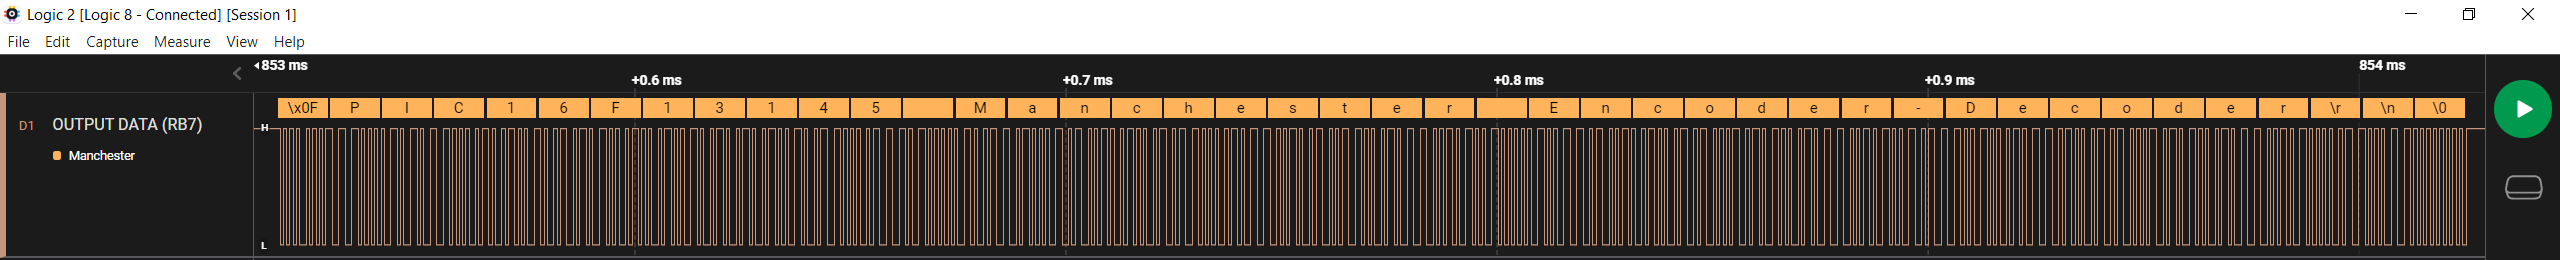 Logic 2 [Logic 8 - Connected] [Session 1]
File Edit Capture Measure View Help
853 ms 854 ms
+0.6 ms +0.7 ms +0.8 ms +0.9 ms
\x0F P I C 1 6 F 1 3 1 4 5 M a n c h e s t e r E n c o d e r - D e c o d e r \r \n \0
D1 OUTPUT DATA (RB7) H
Manchester
L